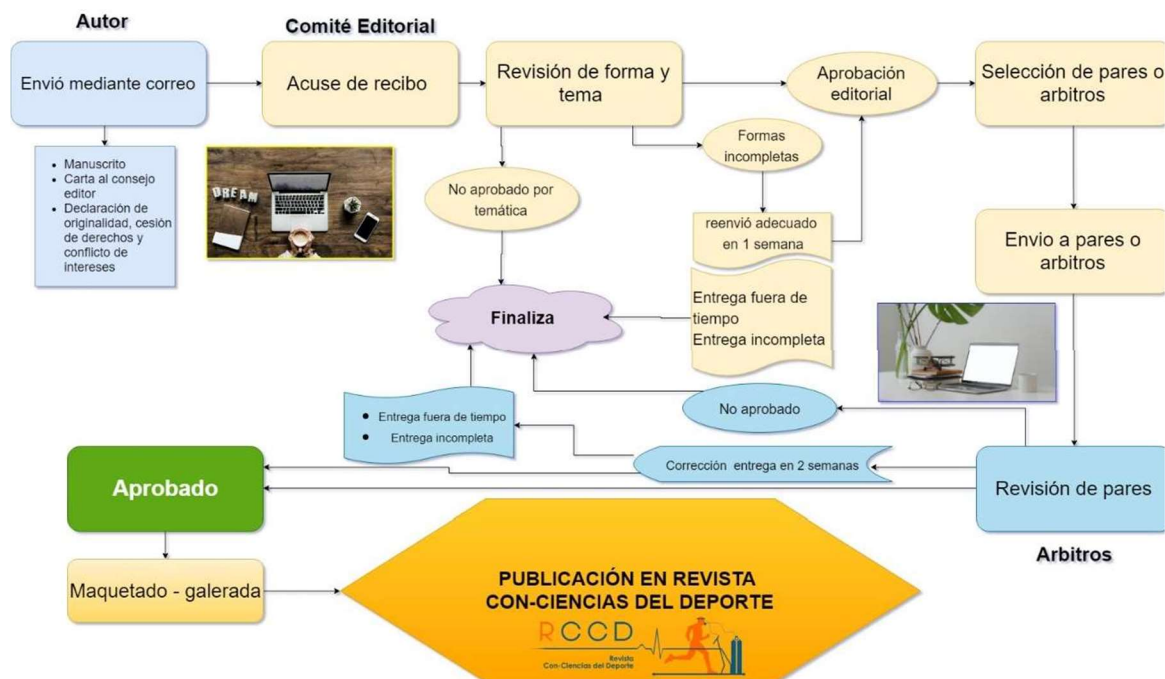 Autor
Comité Editorial
Envió mediante correo
Acuse de recibo
Revisión de forma y
tema
Aprobación
editorial
Selección de pares o
arbitros
Manuscrito
Carta al consejo
editor
Declaración de
originalidad, cesión
de derechos y
conflicto de
intereses
DREAM
No aprobado por
temática
Formas
incompletas
reenvió adecuado
en 1 semana
Envio a pares o
arbitros
Finaliza
Entrega fuera de
tiempo
Entrega incompleta
No aprobado
Entrega fuera de tiempo
Entrega incompleta
Corrección entrega en 2 semanas
Revisión de pares
Arbitros
Aprobado
Maquetado - galerada
PUBLICACIÓN EN REVISTA
CON-CIENCIAS DEL DEPORTE
RCCD
Revista
Con-Ciencias del Deporte